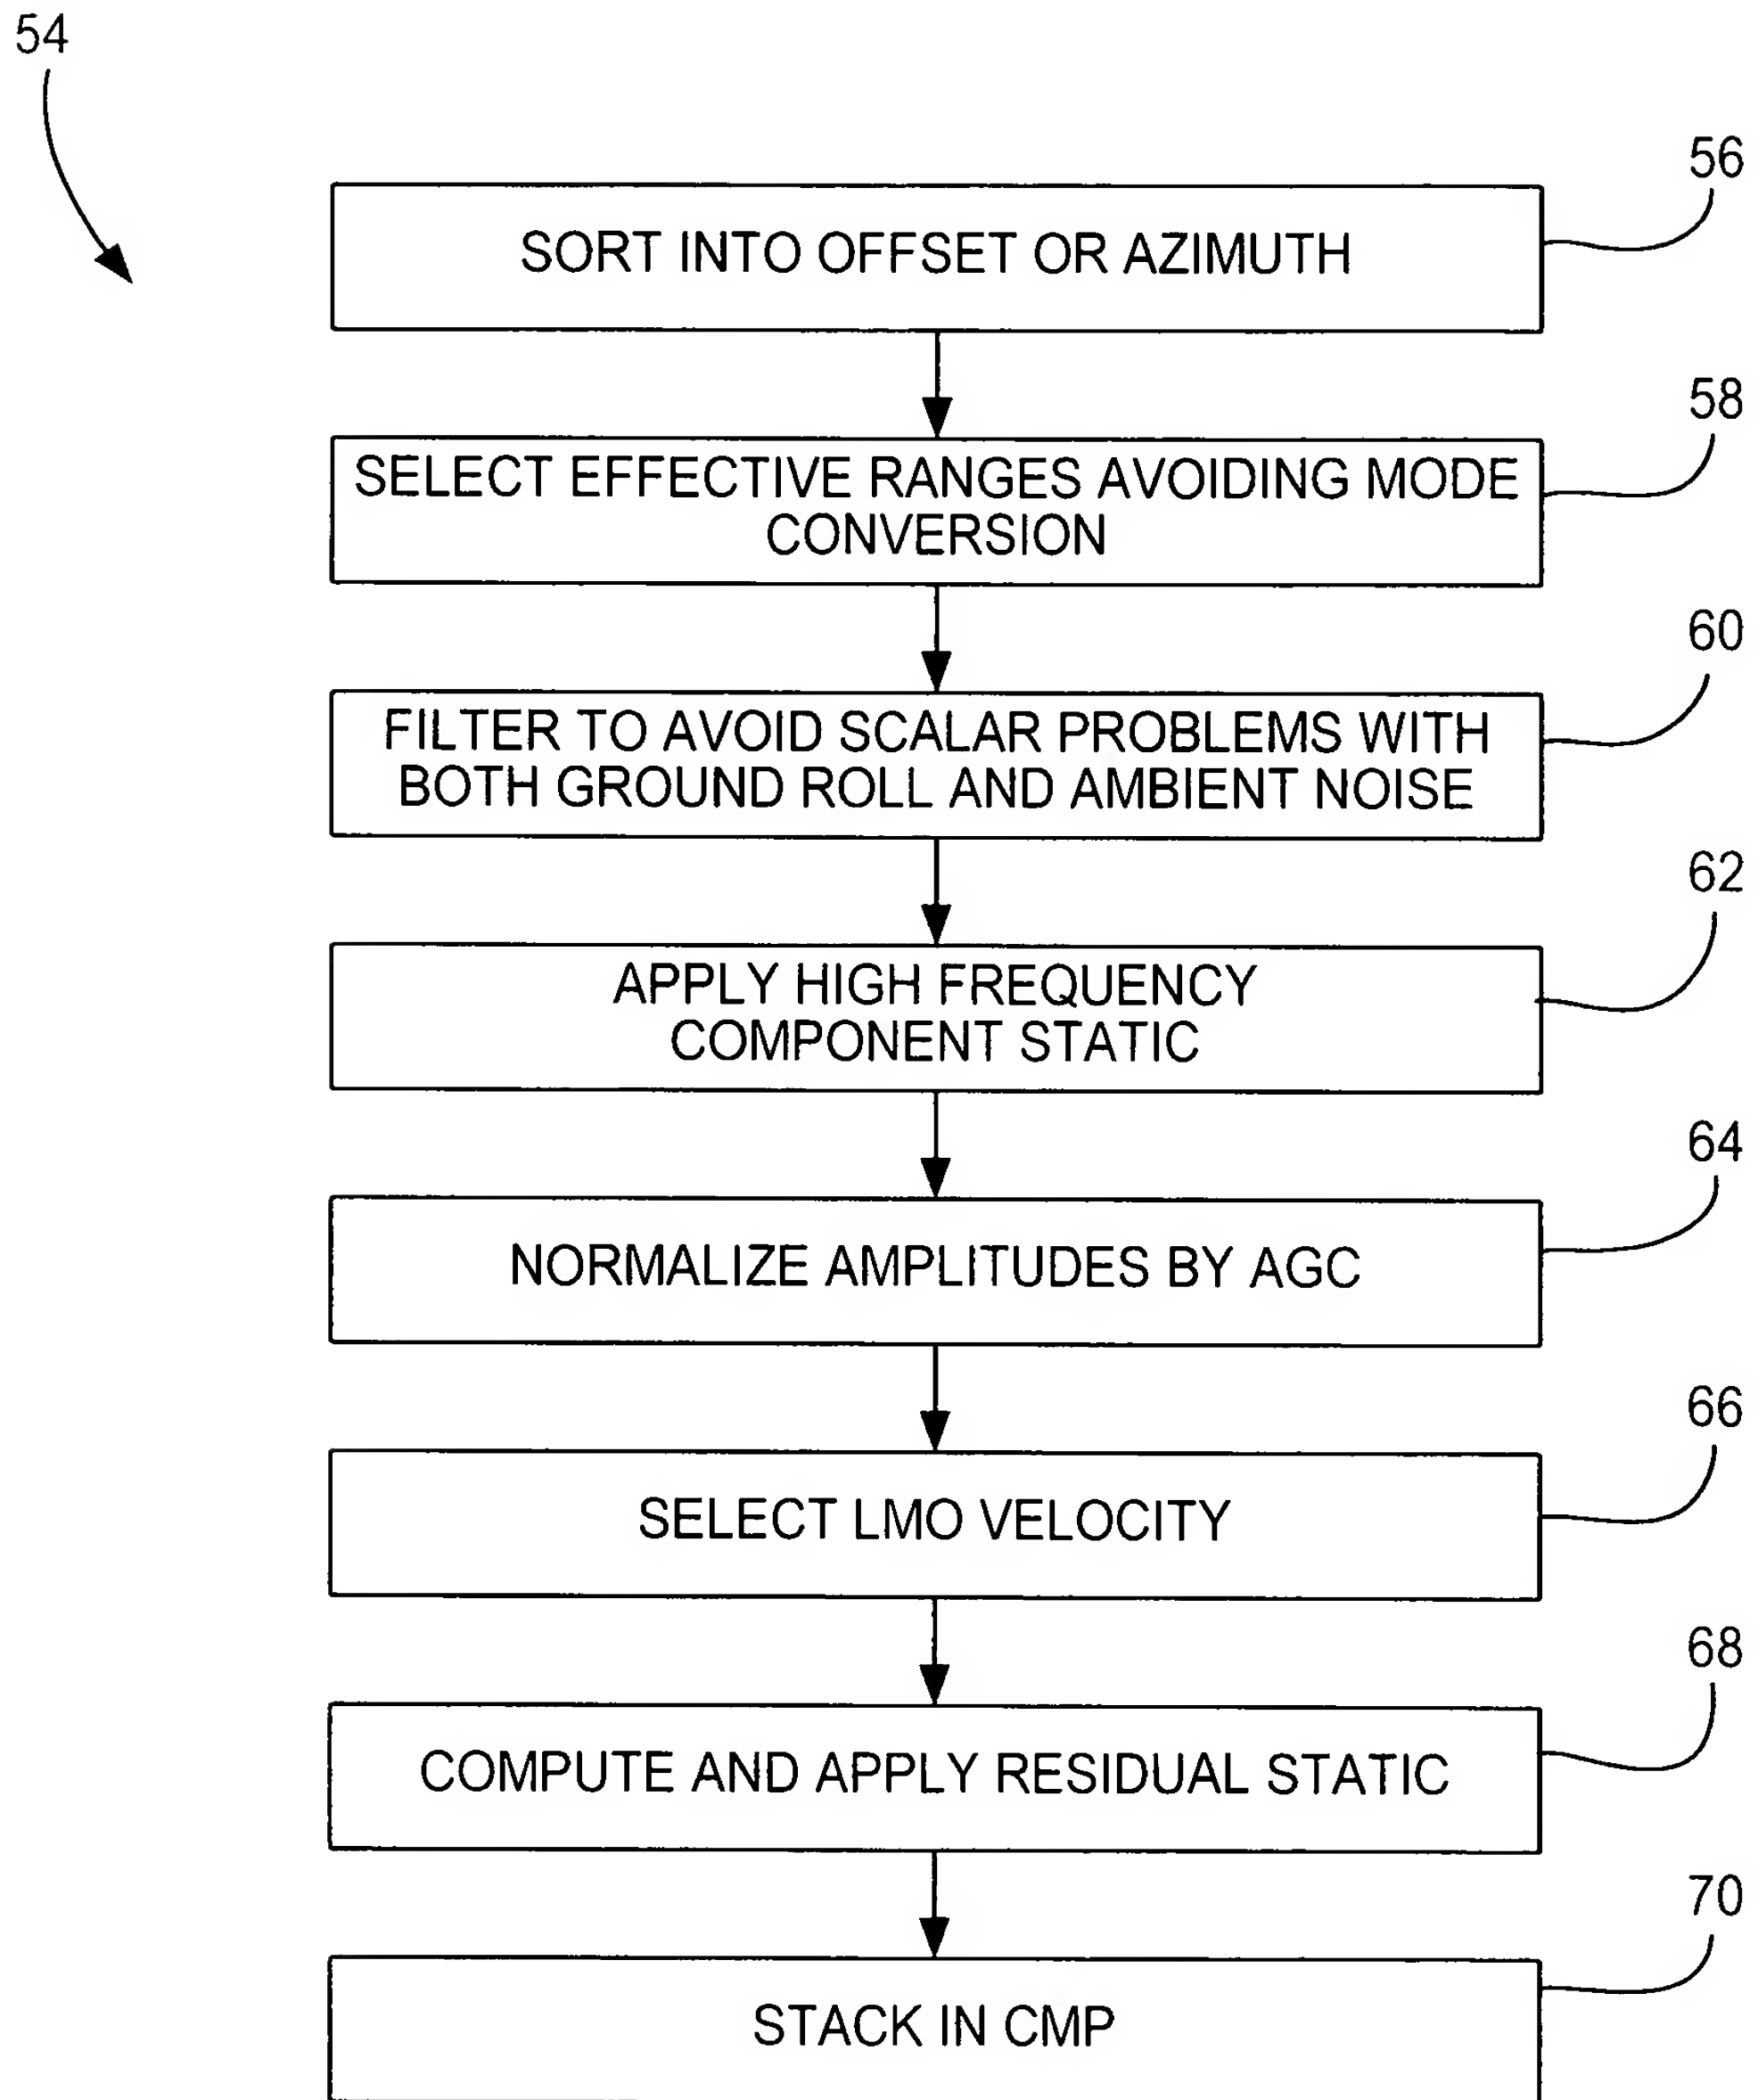 54
56
SORT INTO OFFSET OR AZIMUTH
58
SELECT EFFECTIVE RANGES AVOIDING MODE
CONVERSION
60
FILTER TO AVOID SCALAR PROBLEMS WITH
BOTH GROUND ROLL AND AMBIENT NOISE
62
APPLY HIGH FREQUENCY
COMPONENT STATIC
64
NORMALIZE AMPLITUDES BY AGC
66
SELECT LMO VELOCITY
68
COMPUTE AND APPLY RESIDUAL STATIC
70
STACK IN CMP